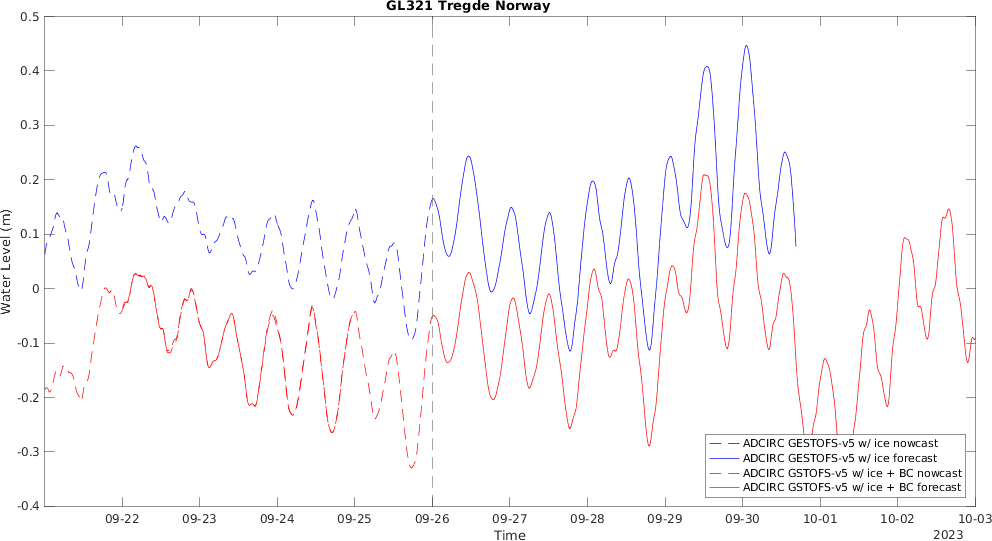 GL321 Tregde Norway
0.5
0.4
0.3
0.2
0.1
0
-0.1
-0.2
-0.3
-0.4
Water Level (m)
09-22 09-23 09-24 09-25 09-26 09-27 09-28 09-29 09-30 10-01 10-02 10-03
Time
2023
ADCIRC GESTOFS-v5 w/ ice nowcast
ADCIRC GESTOFS-v5 w/ ice forecast
ADCIRC GSTOFS-v5 w/ ice + BC nowcast
ADCIRC GSTOFS-v5 w/ ice + BC forecast